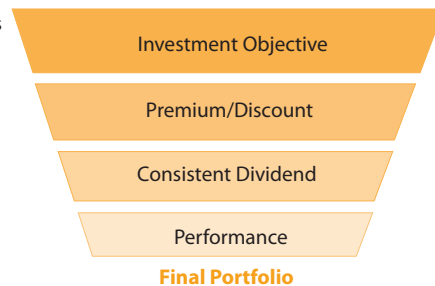 s
Investment Objective
Premium/Discount
Consistent Dividend
Performance
Final Portfolio